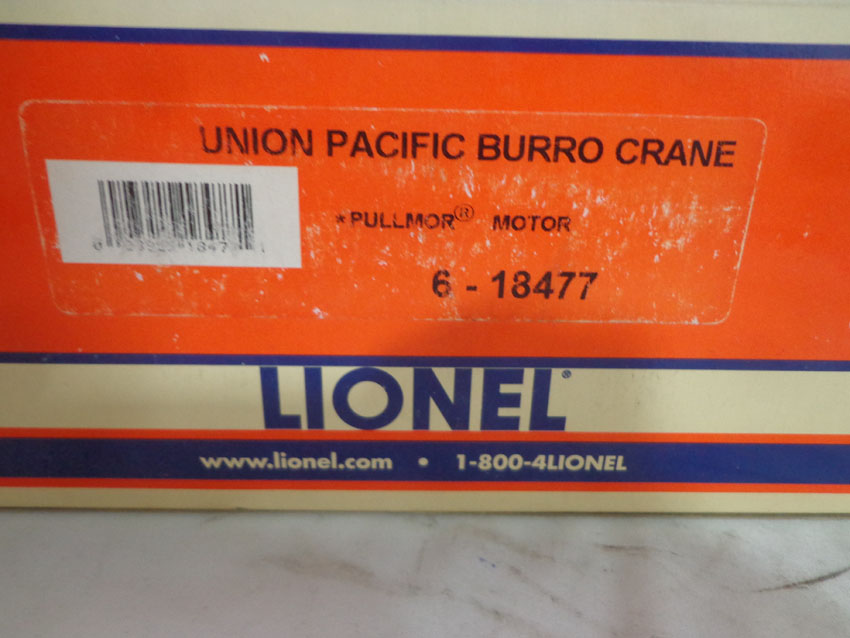 UNION PACIFIC BURRO CRANE
*PULLMOR® MOTOR
6 - 18477
LIONEL®
www.lionel.com • 1-800-4LIONEL